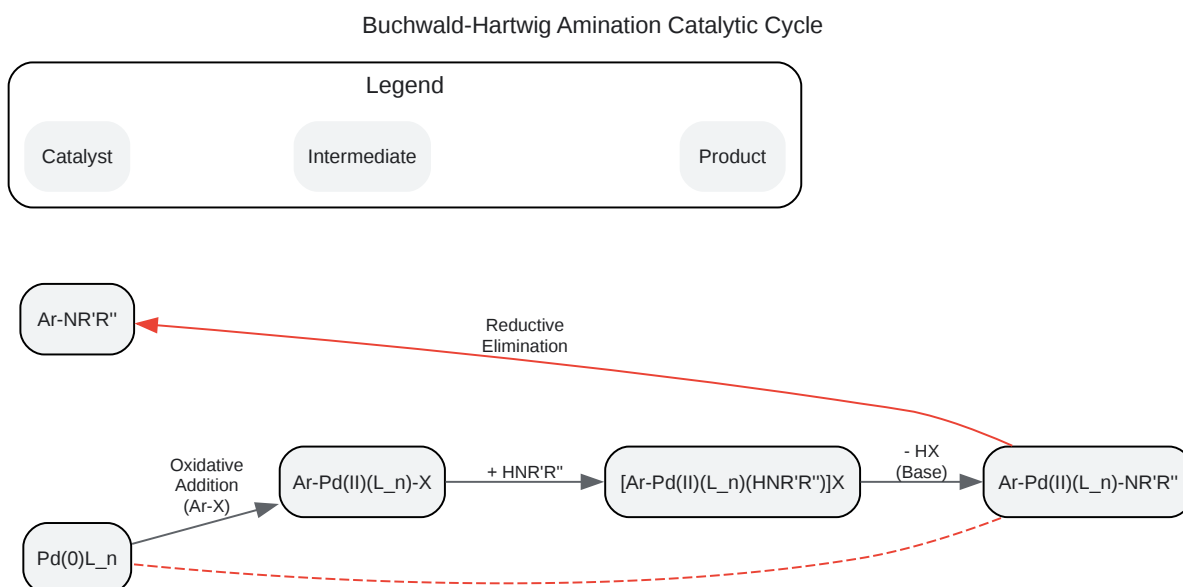 Buchwald-Hartwig Amination Catalytic Cycle
Legend
Catalyst
Intermediate
Product
Ar-NR'R''
Reductive
Elimination
Oxidative
Addition
(Ar-X)
Ar-Pd(II)(L_n)-X
+ HNR'R''
[Ar-Pd(II)(L_n)(HNR'R'')]X
- HX
(Base)
Ar-Pd(II)(L_n)-NR'R''
Pd(0)L_n